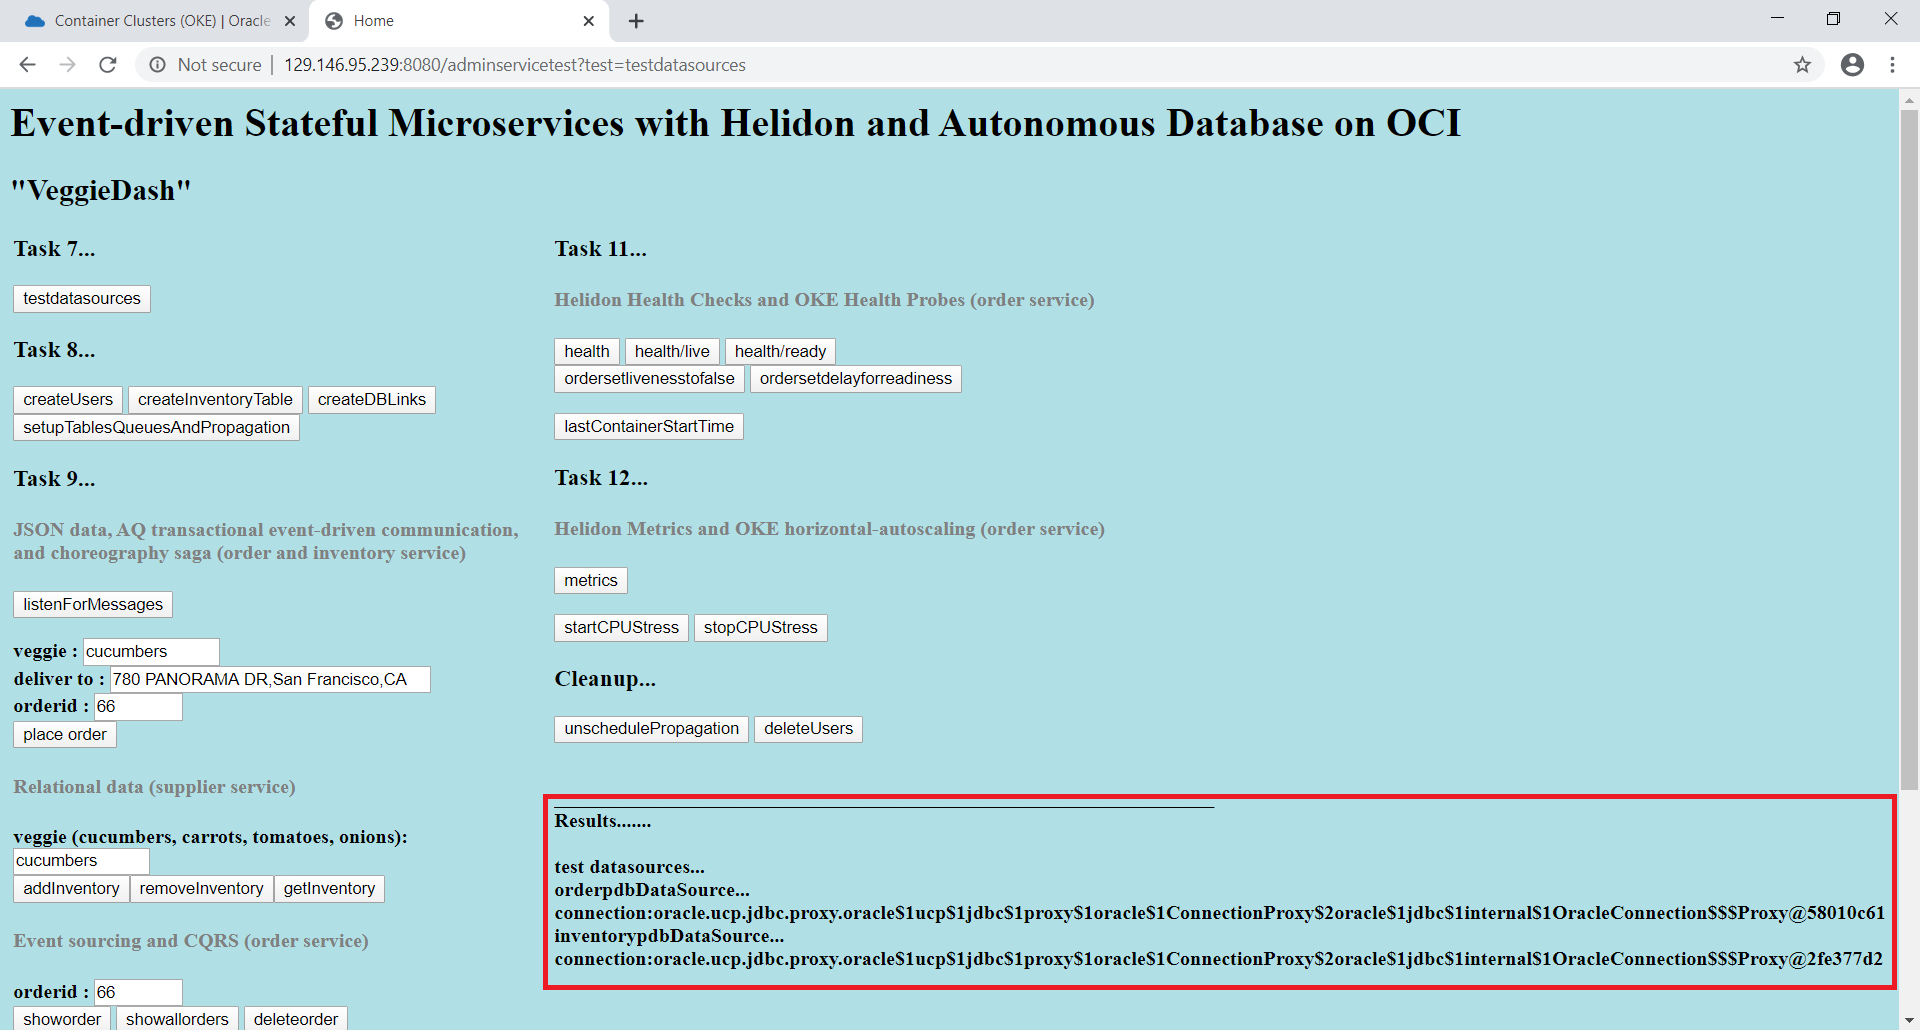 Container Clusters (OKE) | Oracle
Home
Not secure | 129.146.95.239:8080/adminservicetest?test=testdatasources
Event-driven Stateful Microservices with Helidon and Autonomous Database on OCI
"VeggieDash"
Task 7...
testdatasources
Task 8...
createUsers createInventoryTable createDBLinks
setupTablesQueuesAndPropagation
Task 9...
JSON data, AQ transactional event-driven communication,
and choreography saga (order and inventory service)
listenForMessages
veggie : cucumbers
deliver to : 780 PANORAMA DR,San Francisco,CA
orderid : 66
place order
Relational data (supplier service)
veggie (cucumbers, carrots, tomatoes, onions):
cucumbers
addInventory removeInventory getInventory
Event sourcing and CQRS (order service)
orderid : 66
showorder showallorders deleteorder
Task 11...
Helidon Health Checks and OKE Health Probes (order service)
health health/live health/ready
ordersetlivenesstofalse ordersetdelayforreadiness
lastContainerStartTime
Task 12...
Helidon Metrics and OKE horizontal-autoscaling (order service)
metrics
startCPUStress stopCPUStress
Cleanup...
unschedulePropagation deleteUsers
Results.......
test datasources...
orderpdbDataSource...
connection:oracle.ucp.jdbc.proxy.oracle$1ucp$1jdbc$1proxy$1oracle$1ConnectionProxy$2oracle$1jdbc$1internal$1OracleConnection$$$Proxy@58010c61
inventorypdbDataSource...
connection:oracle.ucp.jdbc.proxy.oracle$1ucp$1jdbc$1proxy$1oracle$1ConnectionProxy$2oracle$1jdbc$1internal$1OracleConnection$$$Proxy@2fe377d2